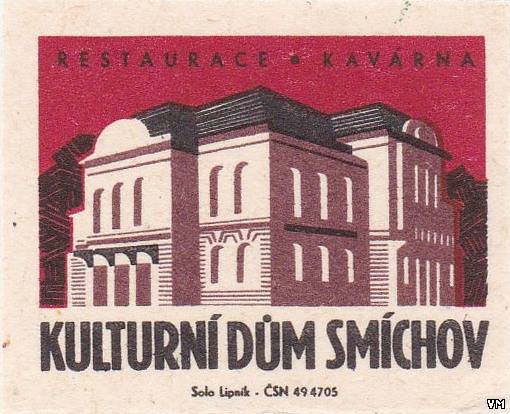 RESTAURACE • KAVÁRNA
KULTURNÍ DŮM SMÍCHOV
Solo Lipník - ČSN 49 4705
VM